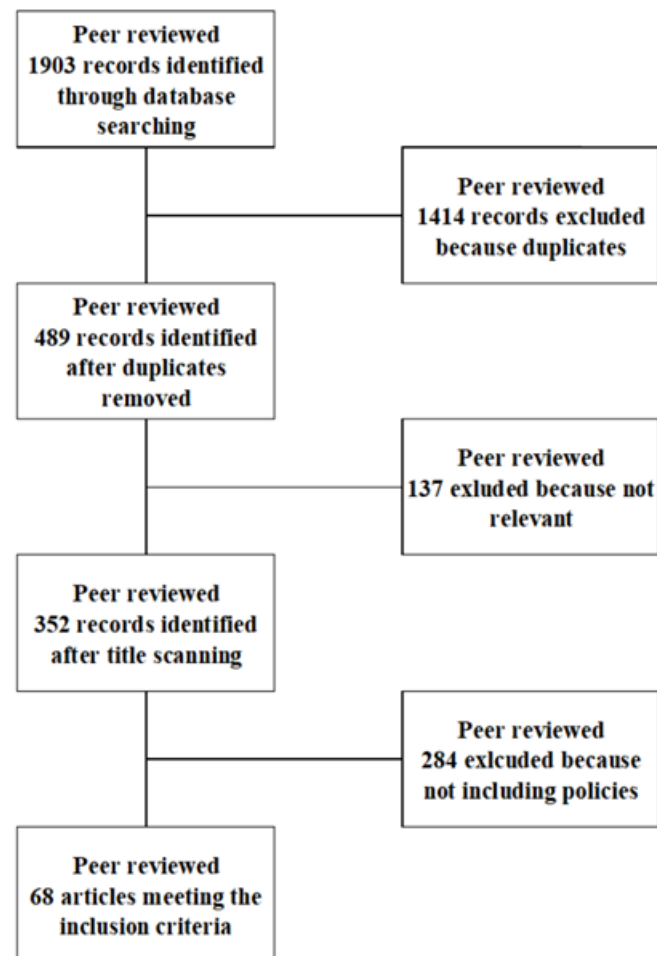 Peer reviewed
1903 records identified
through database
searching
Peer reviewed
1414 records excluded
because duplicates
Peer reviewed
489 records identified
after duplicates
removed
Peer reviewed
137 exluded because not
relevant
Peer reviewed
352 records identified
after title scanning
Peer reviewed
284 exlcuded because
not including policies
Peer reviewed
68 articles meeting the
inclusion criteria